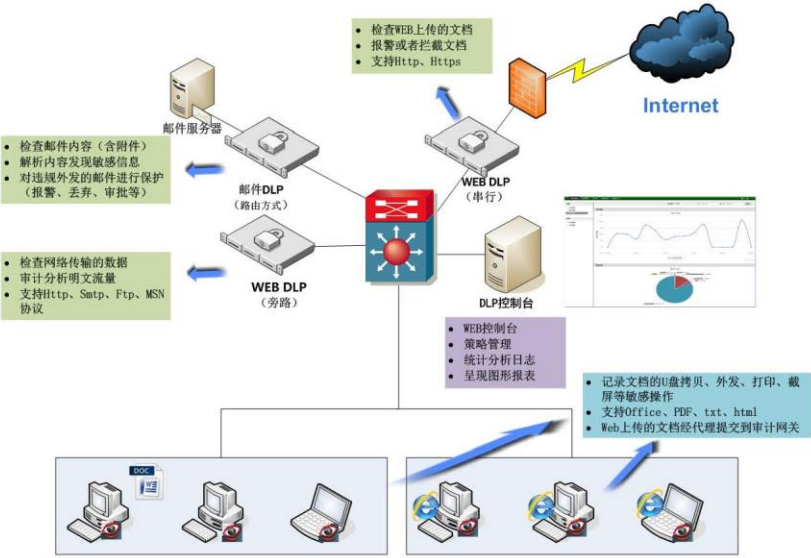 检查WEB上传的文档
报警或者拦截文档
支持Http、Https
Internet
邮件服务器
检查邮件内容（含附件）
解析内容发现敏感信息
对违规外发的邮件进行保护
（报警、丢弃、审批等）
邮件DLP
（路由方式）
WEB DLP
（串行）
检查网络传输的数据
审计分析明文流量
支持Http、Smtp、Ftp、MSN
协议
WEB DLP
（旁路）
DLP控制台
WEB控制台
策略管理
统计分析日志
呈现图形报表
记录文档的U盘拷贝、外发、打印、截
屏等敏感操作
支持Office、PDF、txt、html
Web上传的文档经代理提交到审计网关
DOC